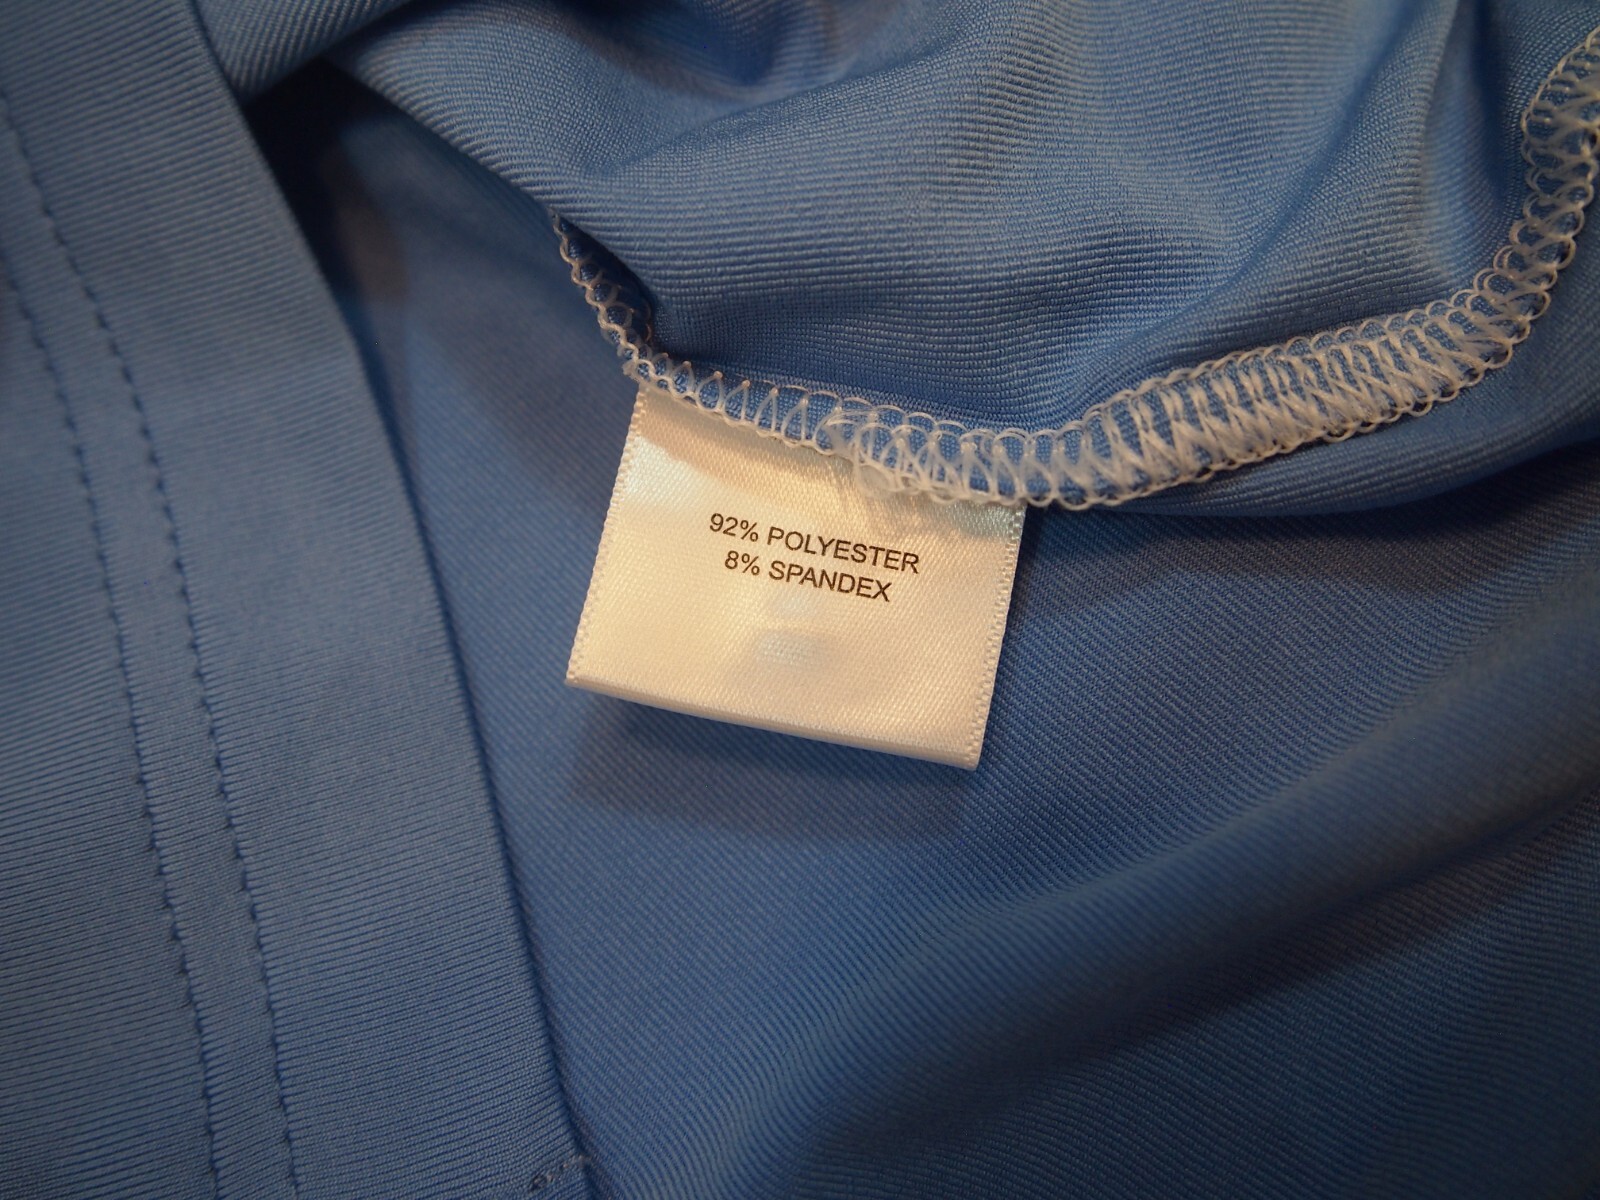 92% POLYESTER
8% SPANDEX